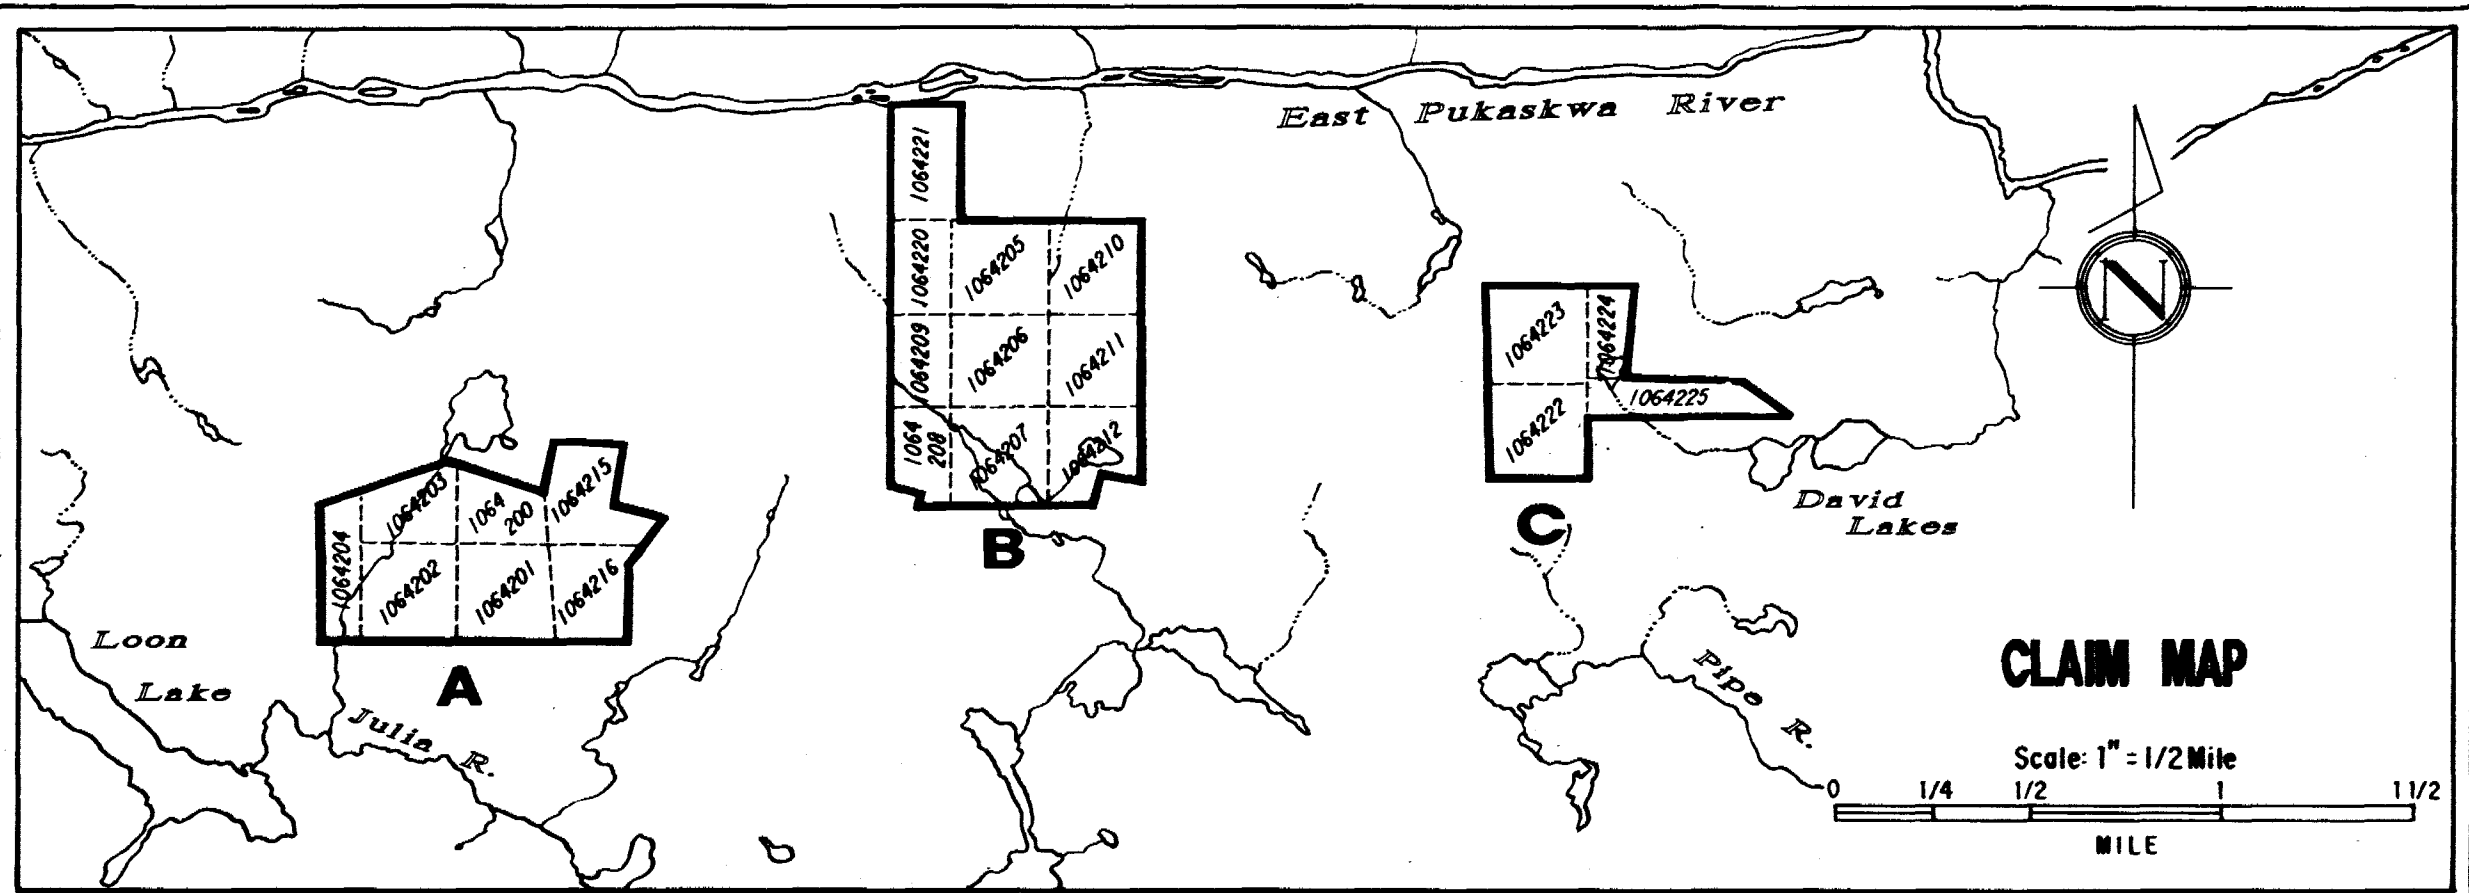 East Pukaskwa River
1064221
1064220
1064205
1064210
1064209
1064206
1064211
1064
208
1064207
1064212
B
1064223
1064224
1064222
1064225
C
David
Lakes
N
1064204
1064203
1064
200
1064215
1064202
1064201
1064216
A
Loon
Lake
Julia R.
Pipe R.
CLAIM MAP
Scale: 1" = 1/2 Mile
0 1/4 1/2 1 1 1/2
MILE